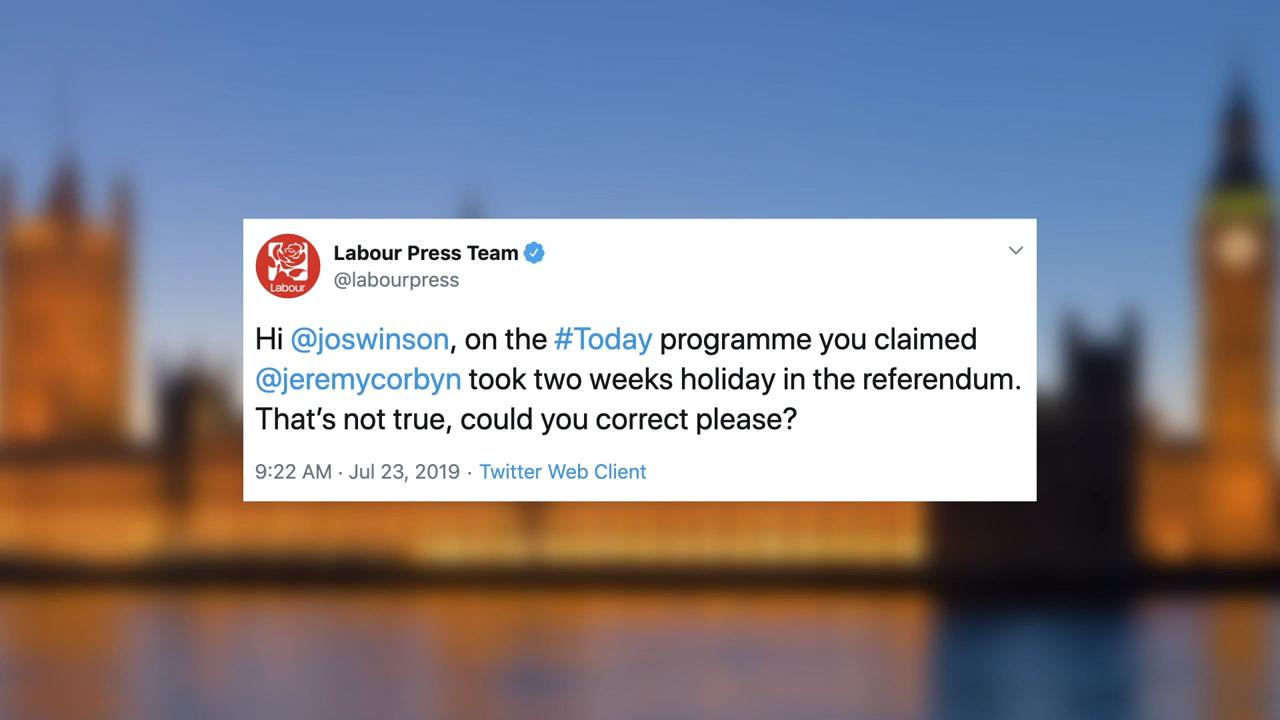 Labour
Labour Press Team
@labourpress
Hi @joswinson, on the #Today programme you claimed
@jeremycorbyn took two weeks holiday in the referendum.
That’s not true, could you correct please?
9:22 AM · Jul 23, 2019 · Twitter Web Client